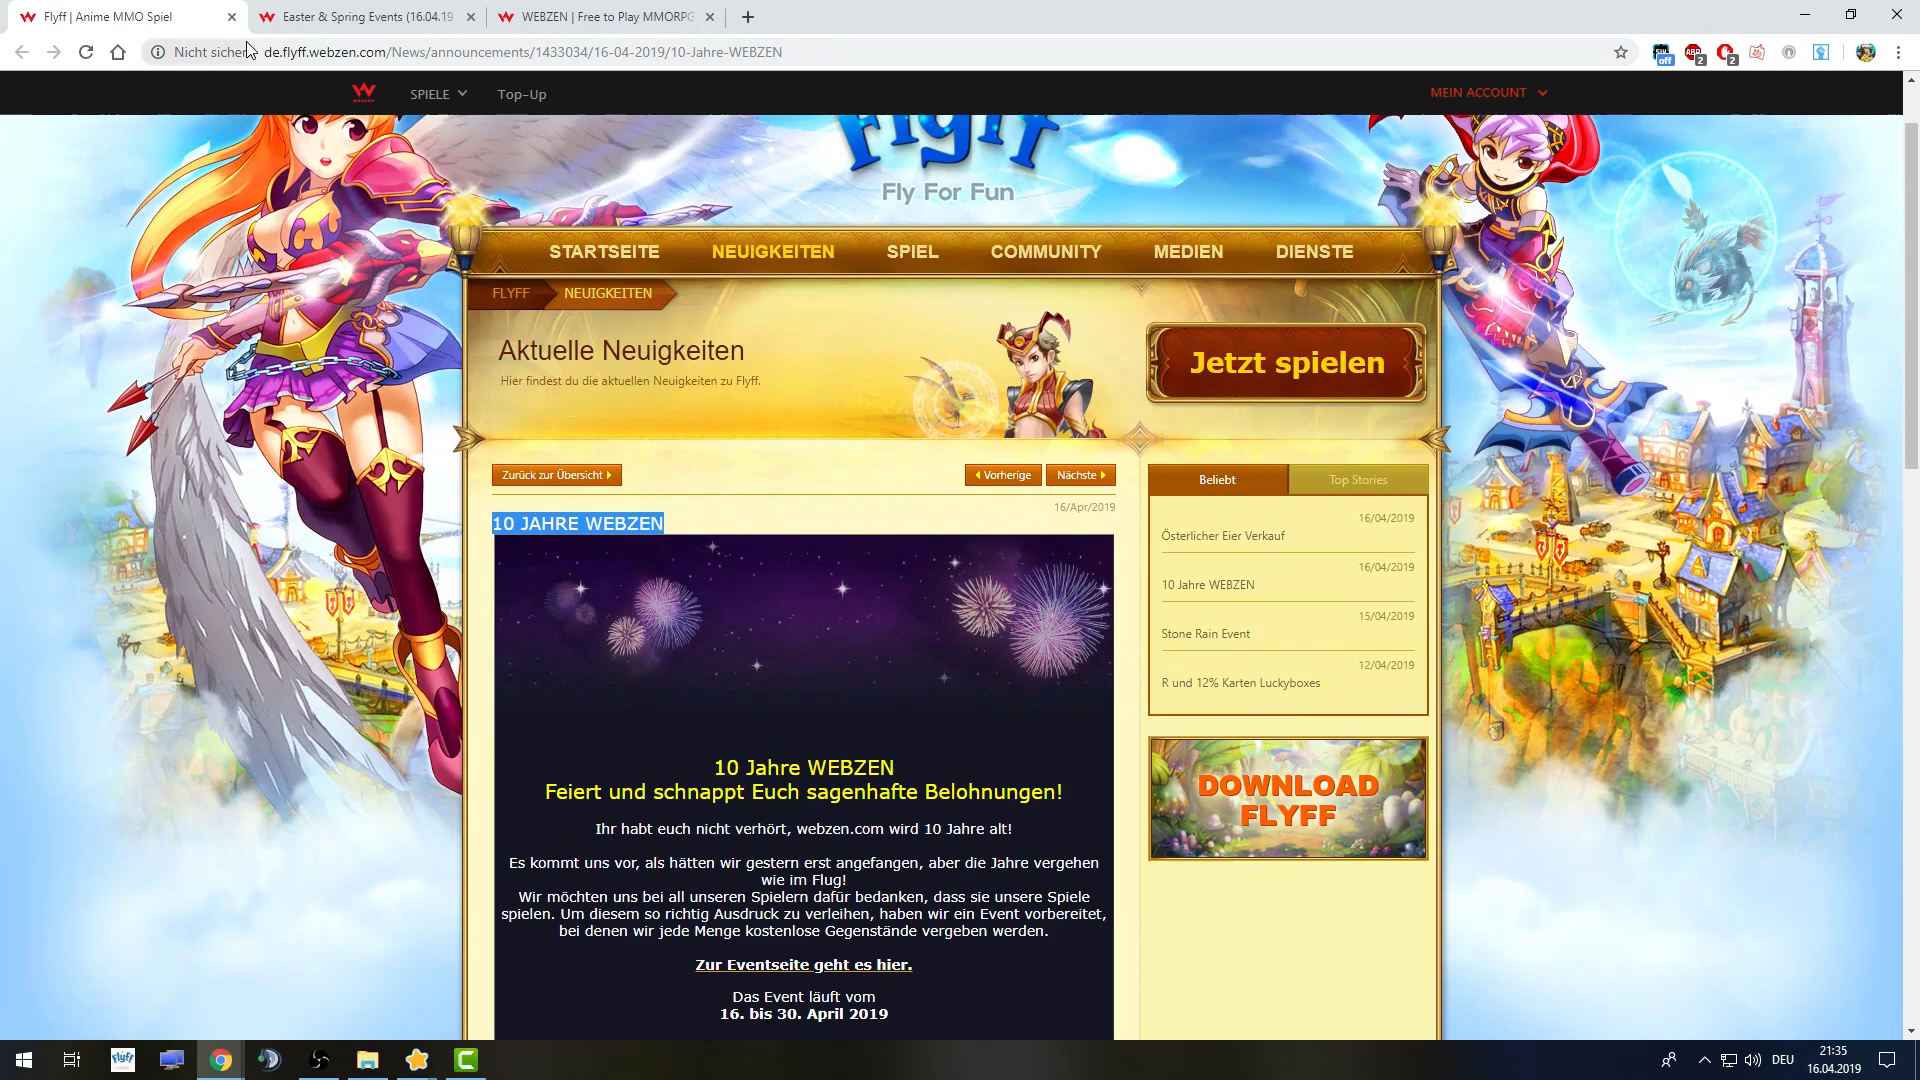 Flyff | Anime MMO Spiel
Easter & Spring Events (16.04.19
WEBZEN | Free to Play MMORPG
Nicht sicher
de.flyff.webzen.com/News/announcements/1433034/16-04-2019/10-Jahre-WEBZEN
off
ABP
2
2
WEBZEN
SPIELE
Top-Up
MEIN ACCOUNT
Flyff
Fly For Fun
STARTSEITE
NEUIGKEITEN
SPIEL
COMMUNITY
MEDIEN
DIENSTE
FLYFF
NEUIGKEITEN
Aktuelle Neuigkeiten
Hier findest du die aktuellen Neuigkeiten zu Flyff.
Jetzt spielen
Zurück zur Übersicht
Vorherige
Nächste
16/Apr/2019
10 JAHRE WEBZEN
10 Jahre WEBZEN
Feiert und schnappt Euch sagenhafte Belohnungen!
Ihr habt euch nicht verhört, webzen.com wird 10 Jahre alt!
Es kommt uns vor, als hätten wir gestern erst angefangen, aber die Jahre vergehen
wie im Flug!
Wir möchten uns bei all unseren Spielern dafür bedanken, dass sie unsere Spiele
spielen. Um diesem so richtig Ausdruck zu verleihen, haben wir ein Event vorbereitet,
bei denen wir jede Menge kostenlose Gegenstände vergeben werden.
Zur Eventseite geht es hier.
Das Event läuft vom
16. bis 30. April 2019
Beliebt
Top Stories
16/04/2019
Österlicher Eier Verkauf
16/04/2019
10 Jahre WEBZEN
15/04/2019
Stone Rain Event
12/04/2019
R und 12% Karten Luckyboxes
DOWNLOAD
FLYFF
Flyff
DEU
21:35
16.04.2019